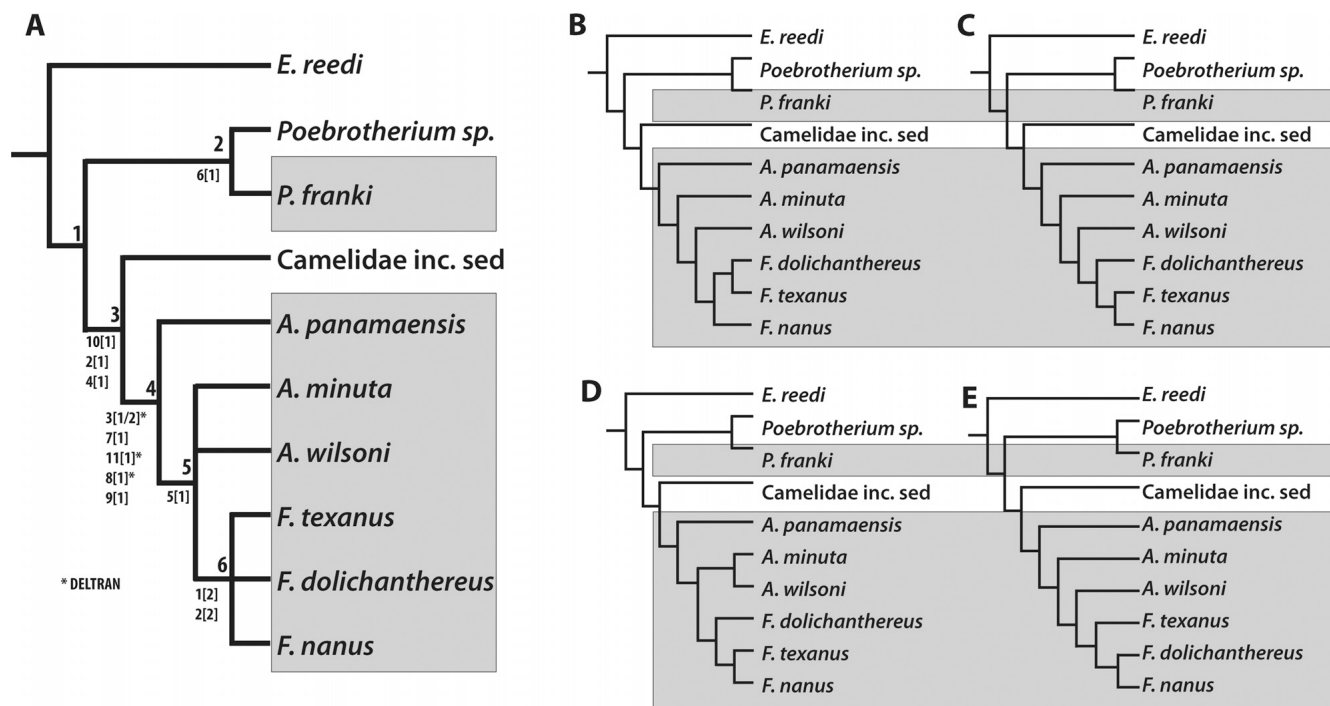 A
E. reedi
2
Poebrotherium sp.
6[1]
P. franki
1
Camelidae inc. sed
3
10[1]
2[1]
4[1]
A. panamaensis
4
A. minuta
3[1/2]*
7[1]
11[1]*
8[1]*
9[1]
A. wilsoni
5
5[1]
F. texanus
6
F. dolichanthereus
* DELTRAN
1[2]
2[2]
F. nanus
B
E. reedi
Poebrotherium sp.
P. franki
Camelidae inc. sed
A. panamaensis
A. minuta
A. wilsoni
F. dolichanthereus
F. texanus
F. nanus
C
E. reedi
Poebrotherium sp.
P. franki
Camelidae inc. sed
A. panamaensis
A. minuta
A. wilsoni
F. dolichanthereus
F. texanus
F. nanus
D
E. reedi
Poebrotherium sp.
P. franki
Camelidae inc. sed
A. panamaensis
A. minuta
A. wilsoni
F. dolichanthereus
F. texanus
F. nanus
E
E. reedi
Poebrotherium sp.
P. franki
Camelidae inc. sed
A. panamaensis
A. minuta
A. wilsoni
F. texanus
F. dolichanthereus
F. nanus